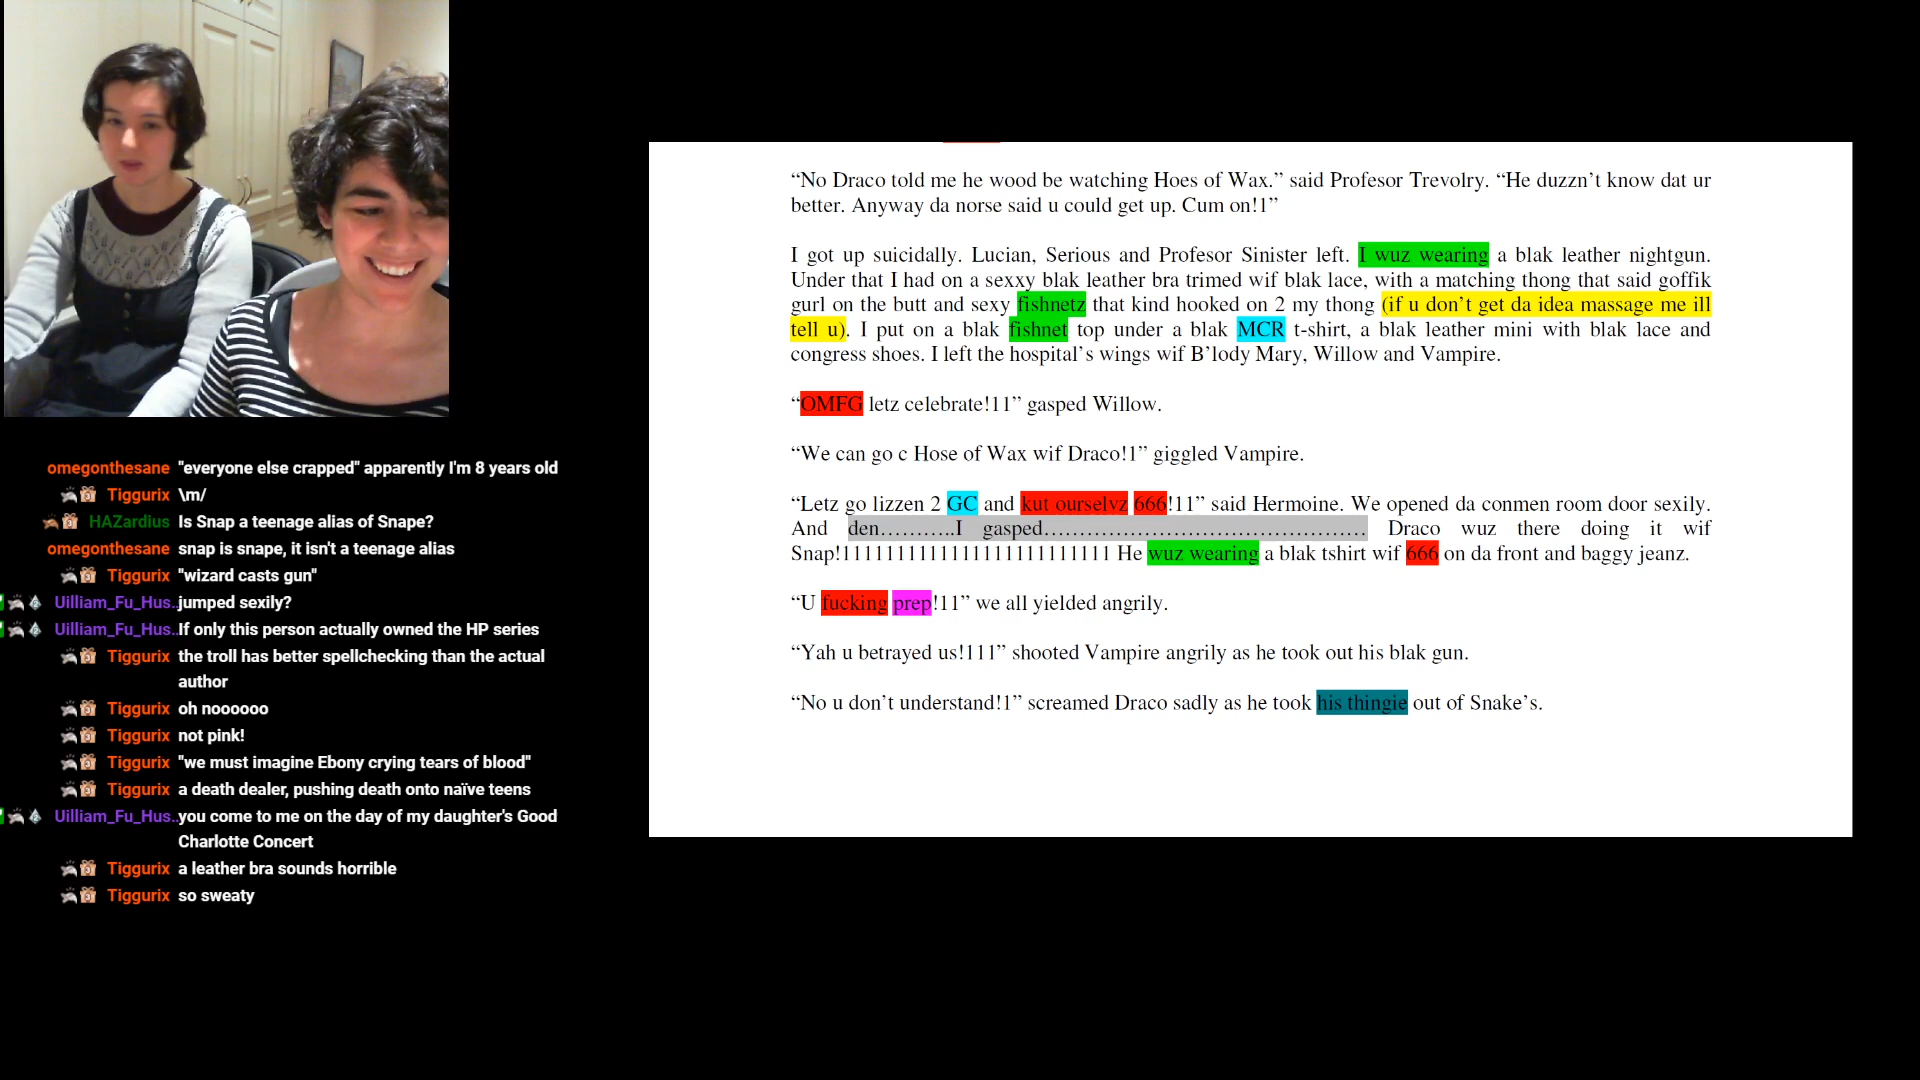 omegonthesane "everyone else crapped" apparently I'm 8 years old
Tiggurix \m/
HAZardius Is Snap a teenage alias of Snape?
omegonthesane snap is snape, it isn't a teenage alias
Tiggurix "wizard casts gun"
Uilliam_Fu_Hus.. jumped sexily?
Uilliam_Fu_Hus.. If only this person actually owned the HP series
Tiggurix the troll has better spellchecking than the actual
author
Tiggurix oh noooooo
Tiggurix not pink!
Tiggurix "we must imagine Ebony crying tears of blood"
Tiggurix a death dealer, pushing death onto naïve teens
Uilliam_Fu_Hus.. you come to me on the day of my daughter's Good
Charlotte Concert
Tiggurix a leather bra sounds horrible
Tiggurix so sweaty
“No Draco told me he wood be watching Hoes of Wax.” said Profesor Trevolry. “He duzzn’t know dat ur
better. Anyway da norse said u could get up. Cum on!1”
I got up suicidally. Lucian, Serious and Profesor Sinister left. I wuz wearing a blak leather nightgun.
Under that I had on a sexxy blak leather bra trimed wif blak lace, with a matching thong that said goffik
gurl on the butt and sexy fishnetz that kind hooked on 2 my thong (if u don’t get da idea massage me ill
tell u). I put on a blak fishnet top under a blak MCR t-shirt, a blak leather mini with blak lace and
congress shoes. I left the hospital’s wings wif B’lody Mary, Willow and Vampire.
“OMFG letz celebrate!11” gasped Willow.
“We can go c Hose of Wax wif Draco!1” giggled Vampire.
“Letz go lizzen 2 GC and kut ourselvz 666!11” said Hermoine. We opened da conmen room door sexily.
And den………..I gasped…………………………………… Draco wuz there doing it wif
Snap!1111111111111111111111111 He wuz wearing a blak tshirt wif 666 on da front and baggy jeanz.
“U fucking prep!11” we all yielded angrily.
“Yah u betrayed us!111” shooted Vampire angrily as he took out his blak gun.
“No u don’t understand!1” screamed Draco sadly as he took his thingie out of Snake’s.